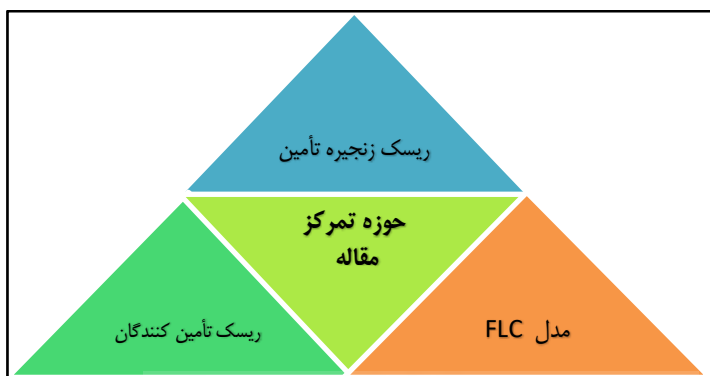 ریسک زنجیره تأمین
حوزه تمرکز
مقاله
مدل FLC
ریسک تأمین کنندگان